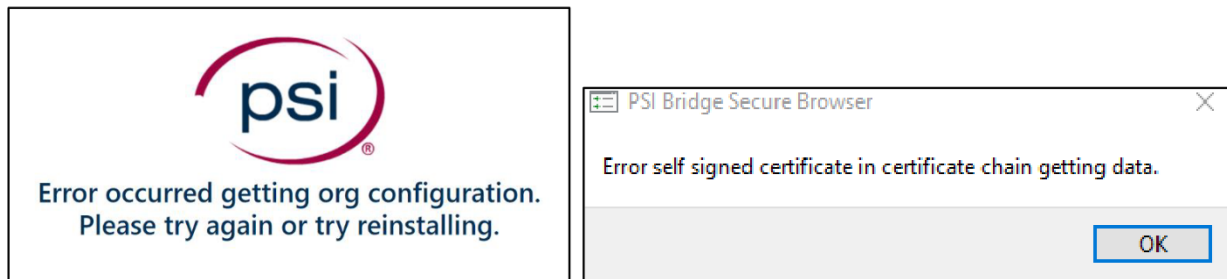 psi
®
Error occurred getting org configuration.
Please try again or try reinstalling.
PSI Bridge Secure Browser
Error self signed certificate in certificate chain getting data.
OK